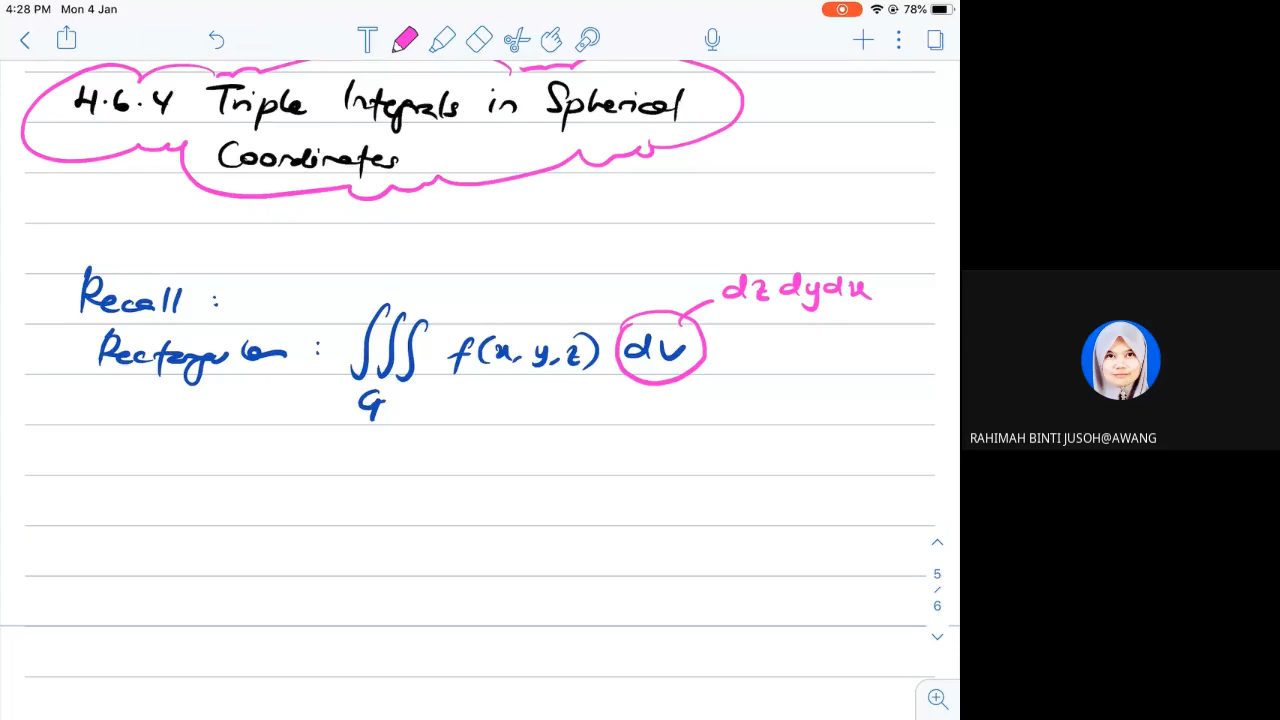 4:28 PM Mon 4 Jan
78%
4.6.4 Triple Integrals in Spherical
Coordinates
Recall :
dz dy dx
Rectangular : ∭ f(x, y, z) dV
G
RAHIMAH BINTI JUSOH@AWANG
5
/
6